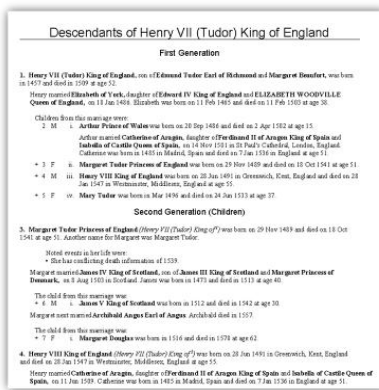 Descendants of Henry VII (Tudor) King of England
First Generation
1. Henry VII (Tudor) King of England, son of Edmund Tudor Earl of Richmond and Margaret Beaufort, was born
in 1457 and died in 1509 at age 52.
Henry married Elizabeth of York, daughter of Edward IV King of England and ELIZABETH WOODVILLE
Queen of England, on 18 Jan 1486. Elizabeth was born on 11 Feb 1465 and died on 11 Feb 1503 at age 38.
Children from this marriage were:
2 M i. Arthur Prince of Wales was born on 20 Sep 1486 and died on 2 Apr 1502 at age 15.
Arthur married Catherine of Aragon, daughter of Ferdinand II of Aragon King of Spain and
Isabella of Castile Queen of Spain, on 14 Nov 1501 in St Paul's Cathedral, London, England.
Catherine was born in 1485 in Madrid, Spain and died on 7 Jan 1536 in England at age 51.
+ 3 F ii. Margaret Tudor Princess of England was born on 29 Nov 1489 and died on 18 Oct 1541 at age 51.
+ 4 M iii. Henry VIII King of England was born on 28 Jun 1491 in Greenwich, Kent, England and died on 28
Jan 1547 in Westminster, Middlesex, England at age 55.
+ 5 F iv. Mary Tudor was born in Mar 1496 and died on 24 Jun 1533 at age 37.
Second Generation (Children)
3. Margaret Tudor Princess of England (Henry VII (Tudor) King of¹) was born on 29 Nov 1489 and died on 18 Oct
1541 at age 51. Another name for Margaret was Margaret Tudor.
Noted events in her life were:
• She has conflicting death information of 1539.
Margaret married James IV King of Scotland, son of James III King of Scotland and Margaret Princess of
Denmark, on 8 Aug 1503 in Scotland. James was born in 1473 and died in 1513 at age 40.
The child from this marriage was:
+ 6 M i. James V King of Scotland was born in 1512 and died in 1542 at age 30.
Margaret next married Archibald Angus Earl of Angus. Archibald died in 1557.
The child from this marriage was:
+ 7 F i. Margaret Douglas was born in 1516 and died in 1578 at age 62.
4. Henry VIII King of England (Henry VII (Tudor) King of¹) was born on 28 Jun 1491 in Greenwich, Kent, England
and died on 28 Jan 1547 in Westminster, Middlesex, England at age 55.
Henry married Catherine of Aragon, daughter of Ferdinand II of Aragon King of Spain and Isabella of Castile Queen of
Spain, on 11 Jun 1509. Catherine was born in 1485 in Madrid, Spain and died on 7 Jan 1536 in England at age 51.